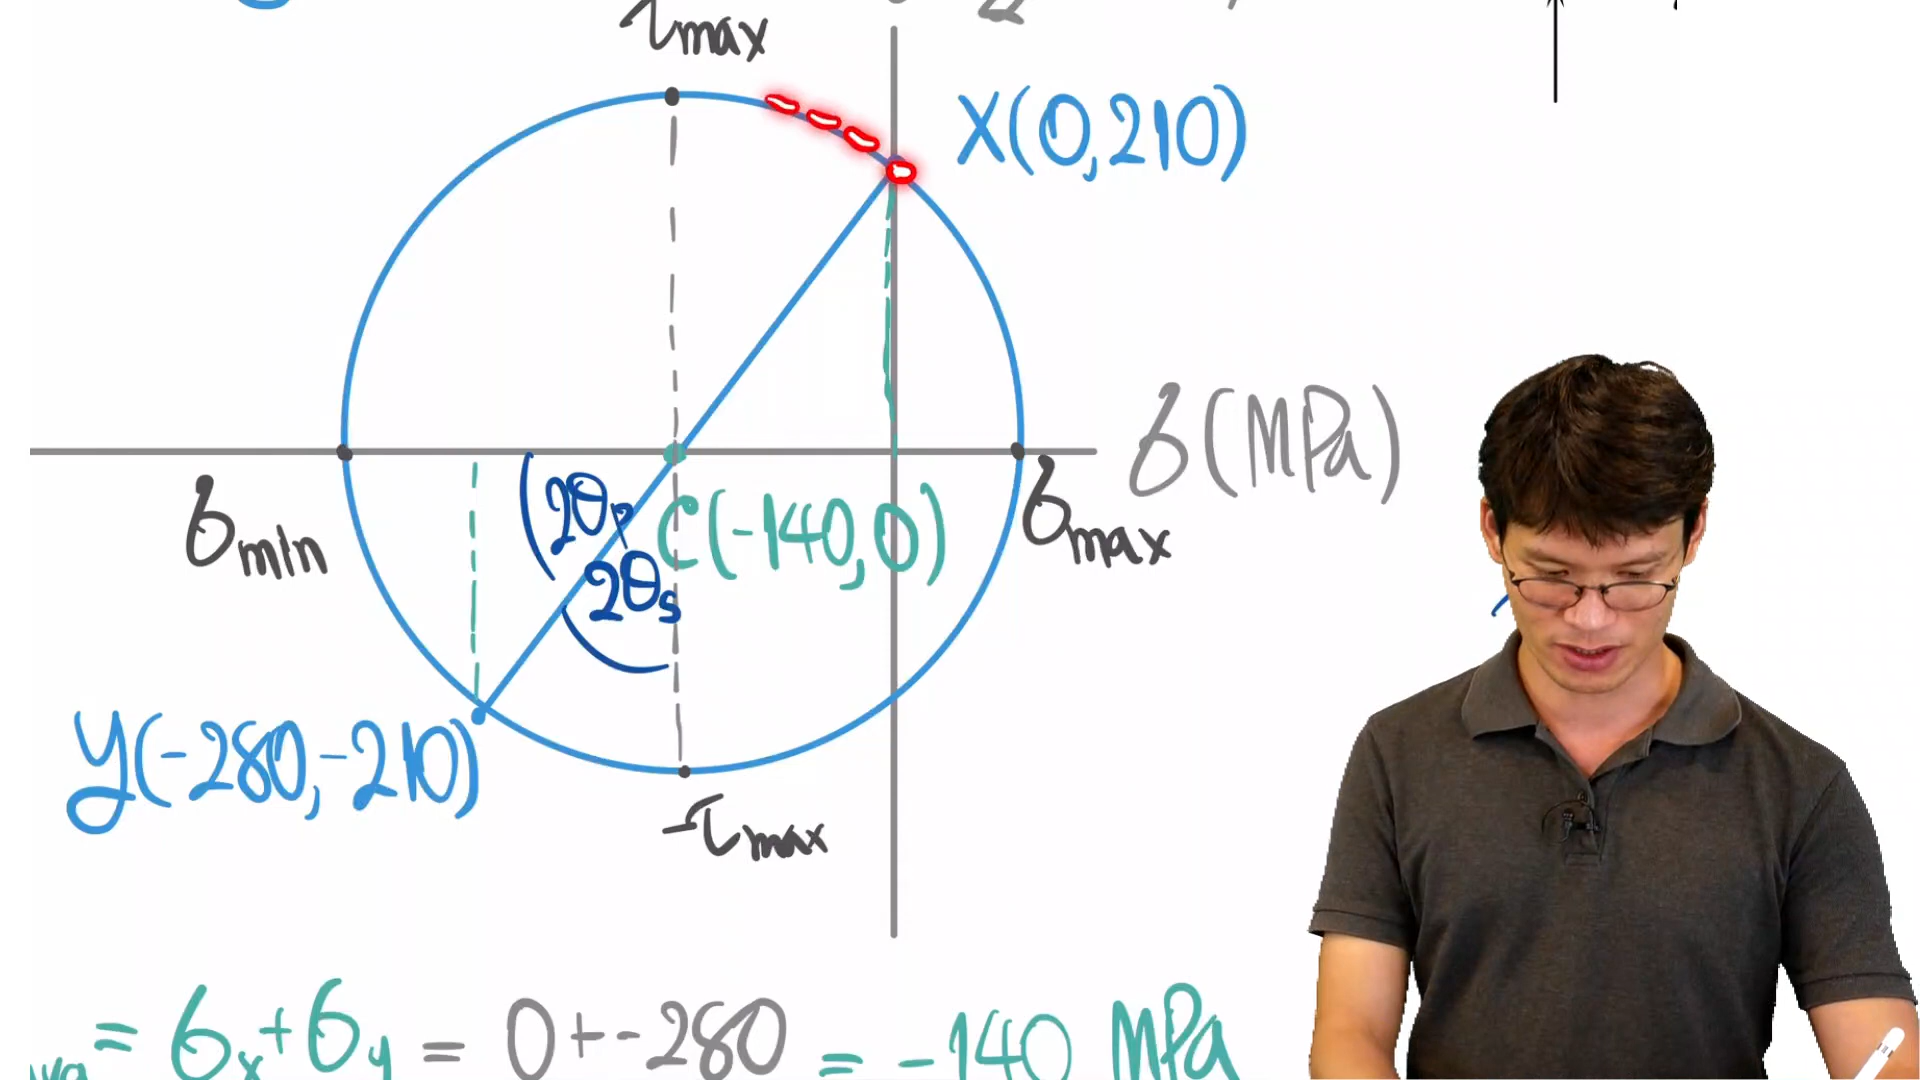 τmax
X(0,210)
σ(MPa)
2θp
C(-140,0)
σmin
σmax
2θs
Y(-280,-210)
-τmax
= σx+σy = 0+-280 = -140 MPa